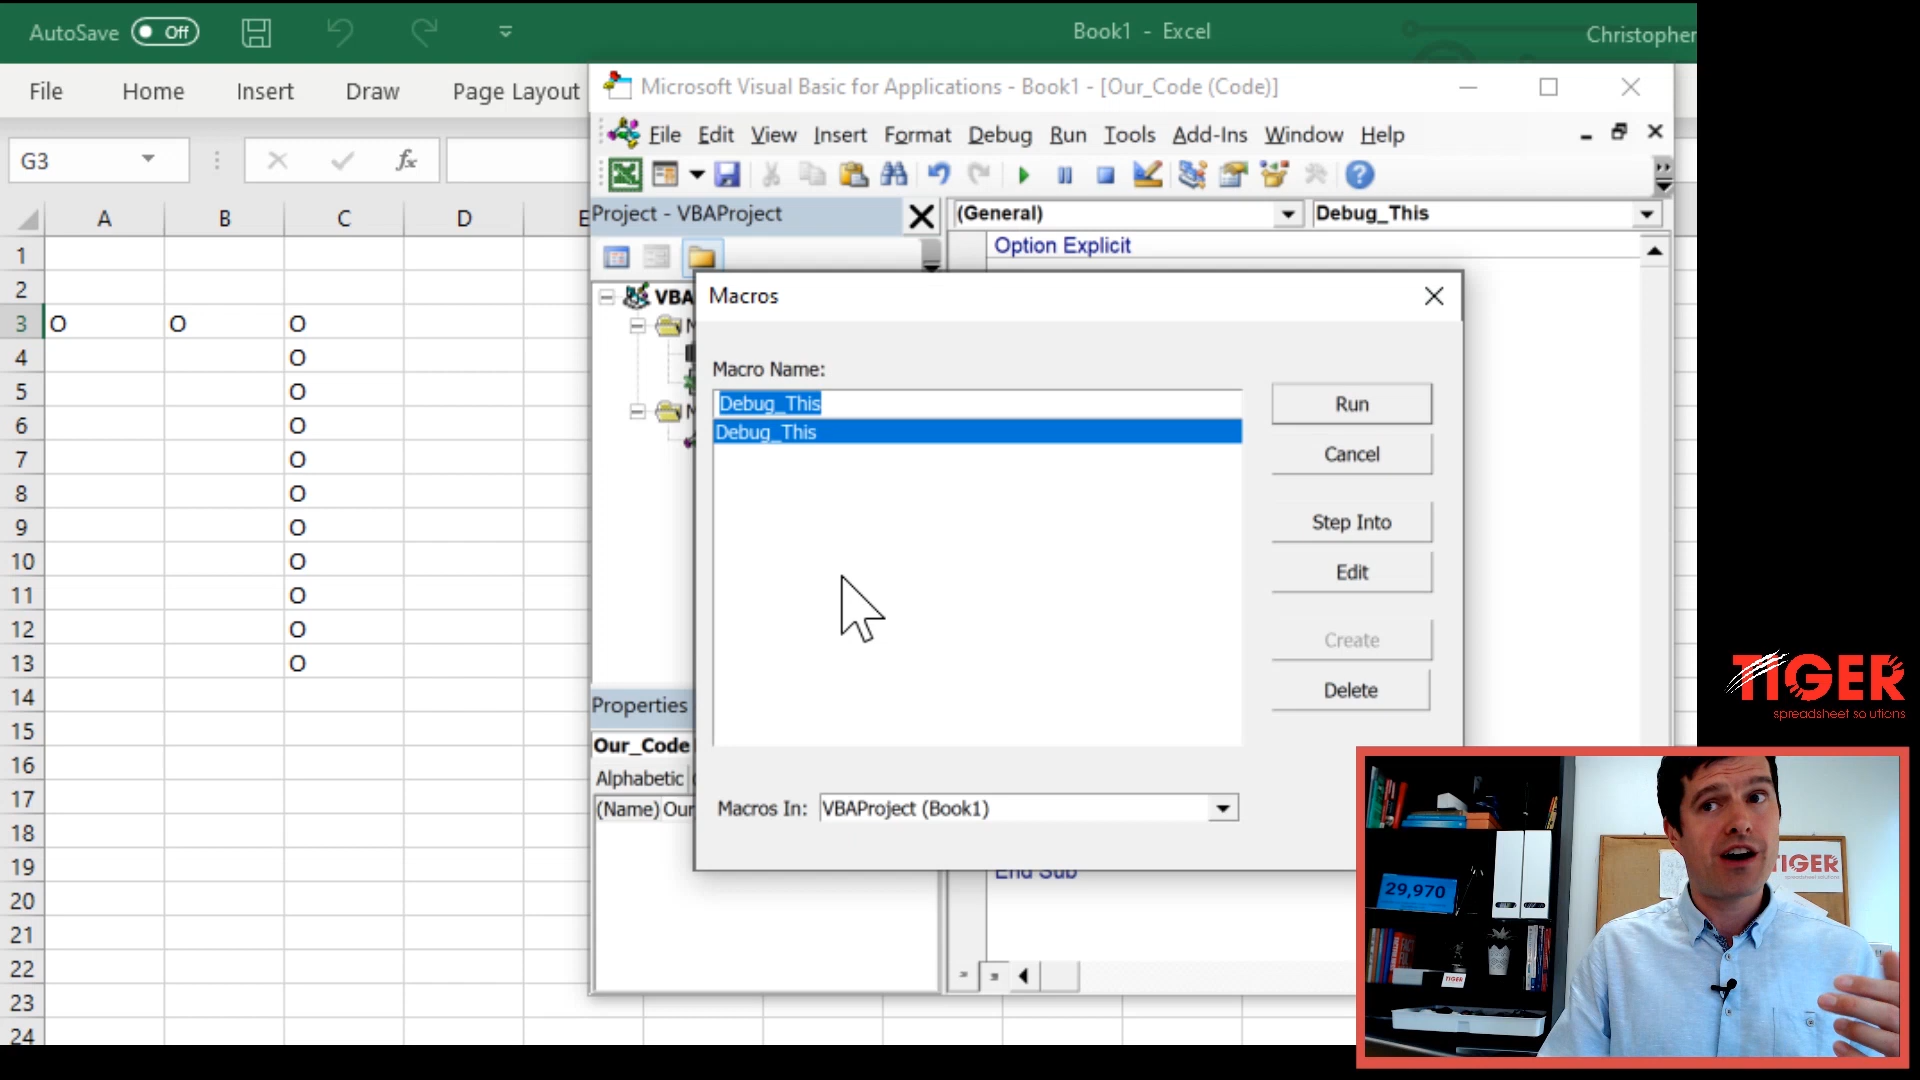 AutoSave Off
Book1 - Excel
Christopher
File Home Insert Draw Page Layout
Microsoft Visual Basic for Applications - Book1 - [Our_Code (Code)]
File Edit View Insert Format Debug Run Tools Add-Ins Window Help
G3
fx
Project - VBAProject
(General)
Debug_This
A B C D E
Option Explicit
VBA
Macros
1
2
3 O O O
4 O
5 O
6 O
7 O
8 O
9 O
10 O
11 O
12 O
13 O
14
15
16
17
18
19
20
21
22
23
24
Macro Name:
Debug_This
Debug_This
Run
Cancel
Step Into
Edit
Create
Delete
Macros In: VBAProject (Book1)
Properties
Our_Code
Alphabetic
(Name) Our
End Sub
TIGER
spreadsheet solutions
29,970
TIGER
TIGER